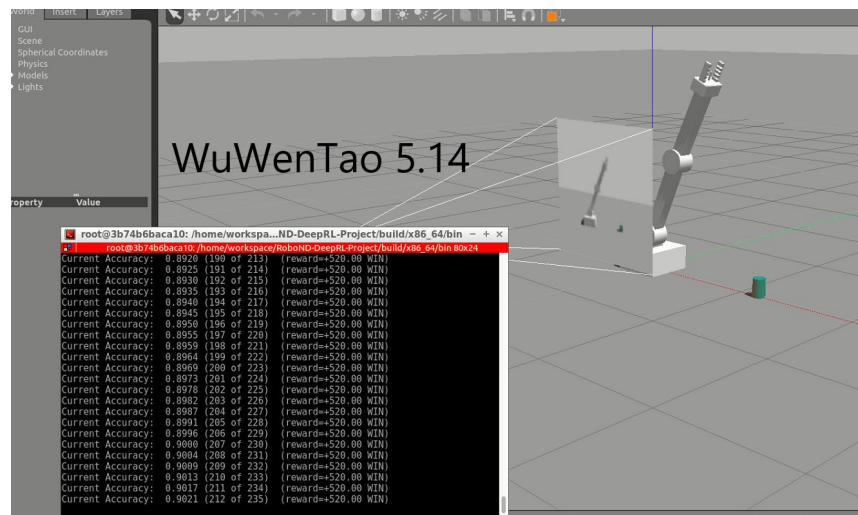 World Insert Layers
GUI
Scene
Spherical Coordinates
Physics
Models
Lights
Property Value
WuWenTao 5.14
root@3b74b6baca10: /home/workspa...ND-DeepRL-Project/build/x86_64/bin
root@3b74b6baca10: /home/workspace/RoboND-DeepRL-Project/build/x86_64/bin 80x24
Current Accuracy: 0.8920 (190 of 213) (reward=+520.00 WIN)
Current Accuracy: 0.8925 (191 of 214) (reward=+520.00 WIN)
Current Accuracy: 0.8930 (192 of 215) (reward=+520.00 WIN)
Current Accuracy: 0.8935 (193 of 216) (reward=+520.00 WIN)
Current Accuracy: 0.8940 (194 of 217) (reward=+520.00 WIN)
Current Accuracy: 0.8945 (195 of 218) (reward=+520.00 WIN)
Current Accuracy: 0.8950 (196 of 219) (reward=+520.00 WIN)
Current Accuracy: 0.8955 (197 of 220) (reward=+520.00 WIN)
Current Accuracy: 0.8959 (198 of 221) (reward=+520.00 WIN)
Current Accuracy: 0.8964 (199 of 222) (reward=+520.00 WIN)
Current Accuracy: 0.8969 (200 of 223) (reward=+520.00 WIN)
Current Accuracy: 0.8973 (201 of 224) (reward=+520.00 WIN)
Current Accuracy: 0.8978 (202 of 225) (reward=+520.00 WIN)
Current Accuracy: 0.8982 (203 of 226) (reward=+520.00 WIN)
Current Accuracy: 0.8987 (204 of 227) (reward=+520.00 WIN)
Current Accuracy: 0.8991 (205 of 228) (reward=+520.00 WIN)
Current Accuracy: 0.8996 (206 of 229) (reward=+520.00 WIN)
Current Accuracy: 0.9000 (207 of 230) (reward=+520.00 WIN)
Current Accuracy: 0.9004 (208 of 231) (reward=+520.00 WIN)
Current Accuracy: 0.9009 (209 of 232) (reward=+520.00 WIN)
Current Accuracy: 0.9013 (210 of 233) (reward=+520.00 WIN)
Current Accuracy: 0.9017 (211 of 234) (reward=+520.00 WIN)
Current Accuracy: 0.9021 (212 of 235) (reward=+520.00 WIN)